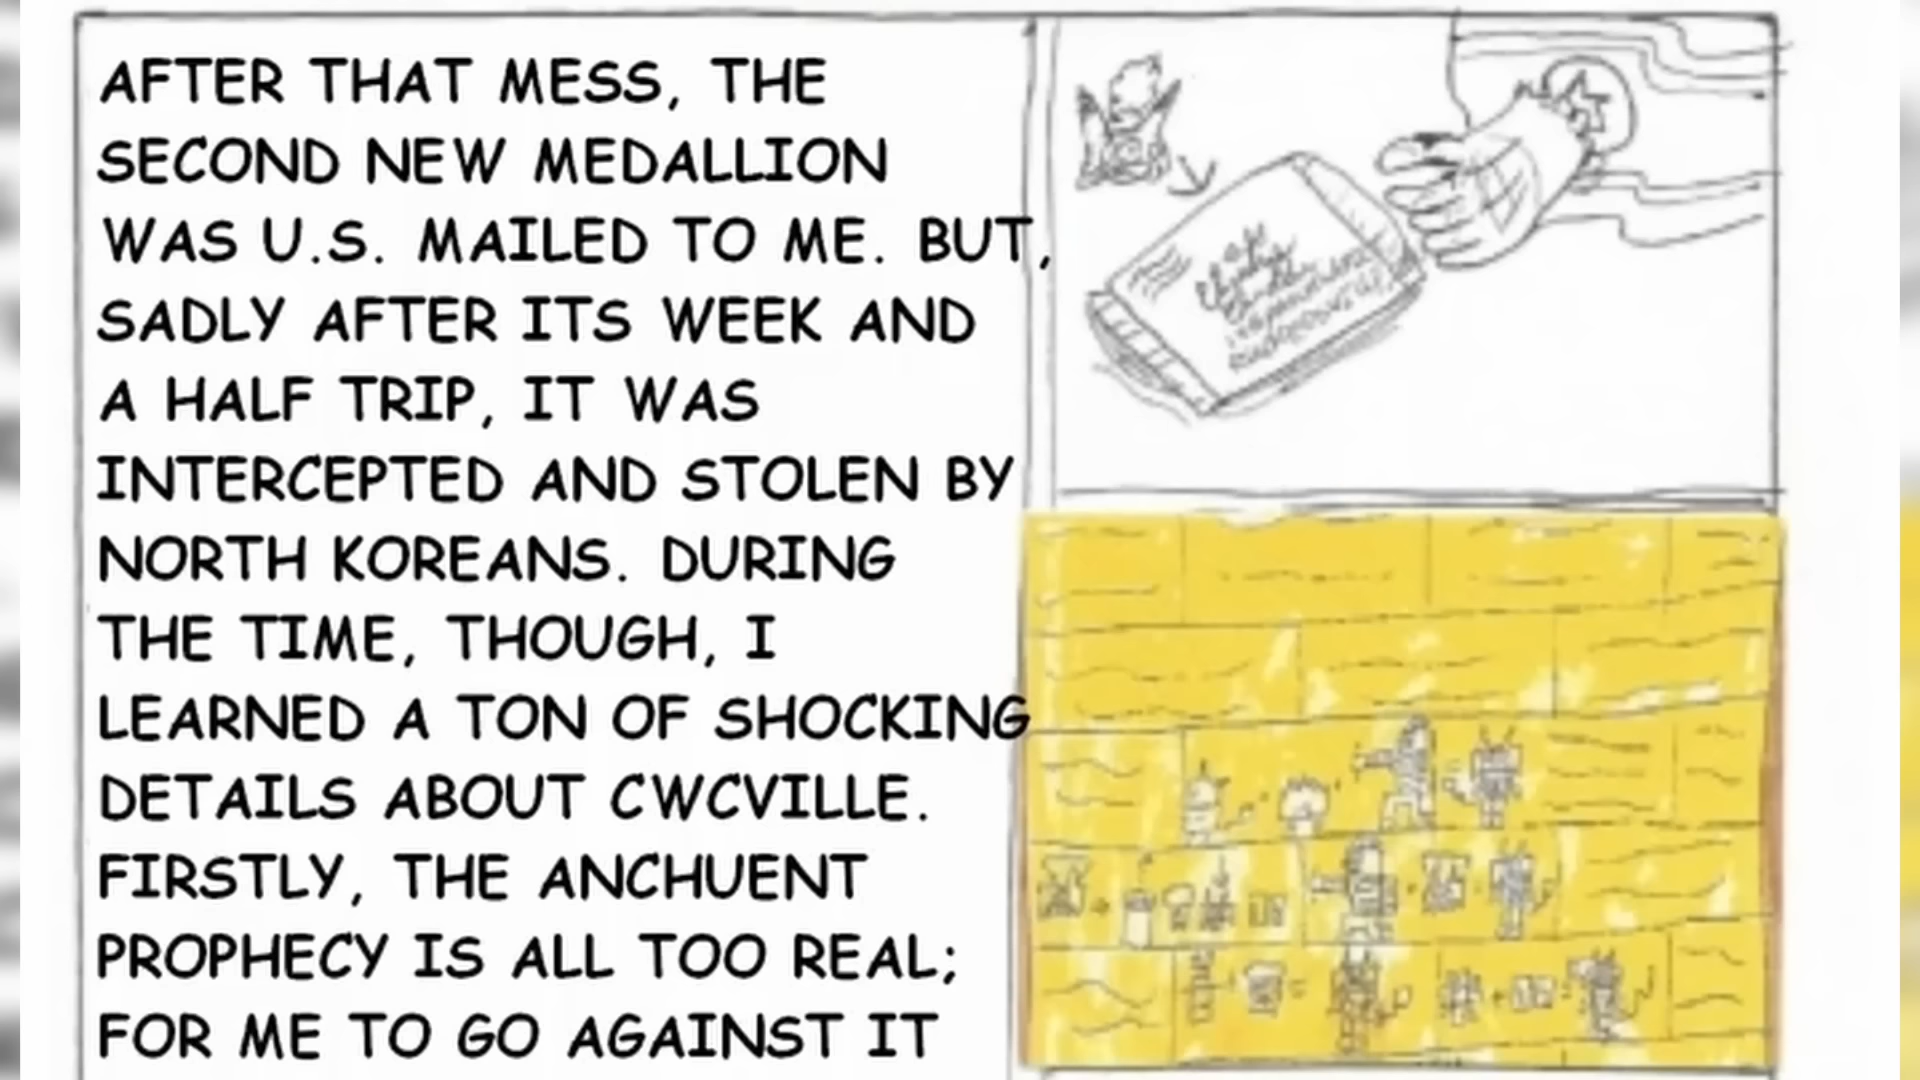 AFTER THAT MESS, THE
SECOND NEW MEDALLION
WAS U.S. MAILED TO ME. BUT,
SADLY AFTER ITS WEEK AND
A HALF TRIP, IT WAS
INTERCEPTED AND STOLEN BY
NORTH KOREANS. DURING
THE TIME, THOUGH, I
LEARNED A TON OF SHOCKING
DETAILS ABOUT CWCVILLE.
FIRSTLY, THE ANCHUENT
PROPHECY IS ALL TOO REAL;
FOR ME TO GO AGAINST IT